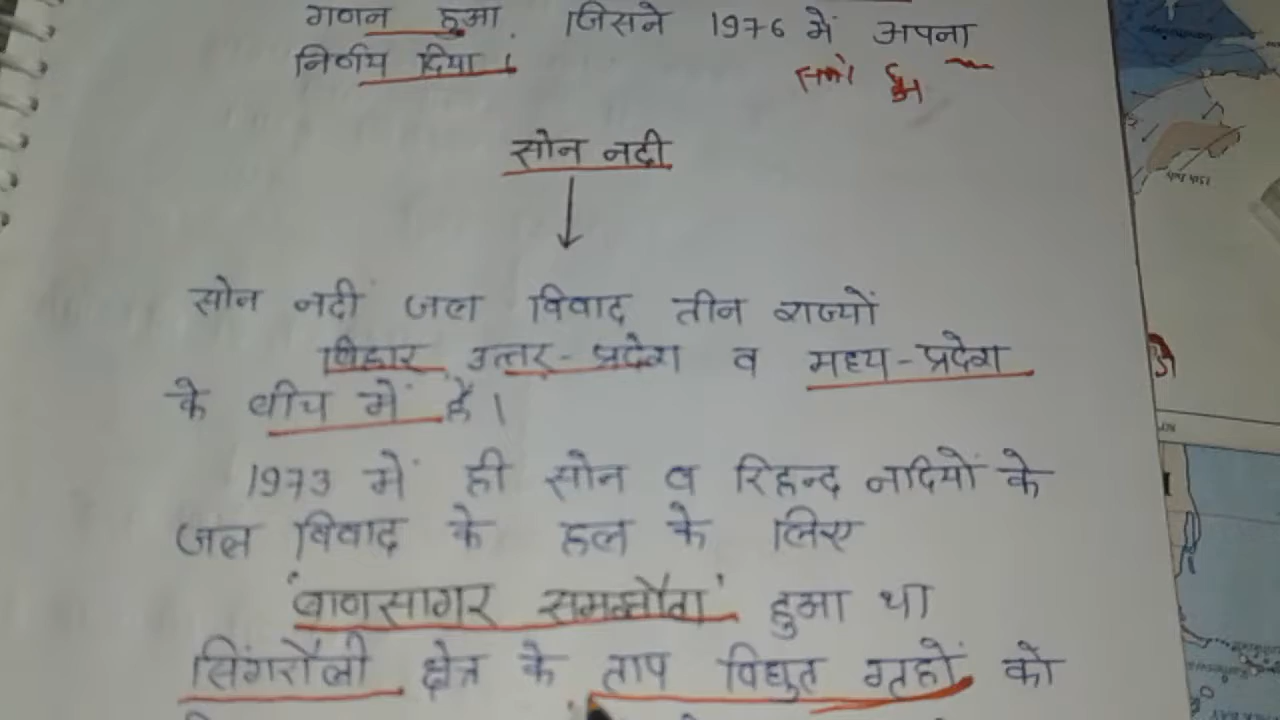 गणन हुआ, जिसने 1976 में अपना
निर्णय दिया।
सोन नदी
सोन नदी जल विवाद तीन राज्यों
बिहार उत्तर-प्रदेश व मध्य-प्रदेश
के बीच में है।
1973 में ही सोन व रिहन्द नदियों के
जल विवाद के हल के लिए
'बाणसागर समझौता' हुआ था
सिंगरौली क्षेत्र के ताप विद्युत गृहों को